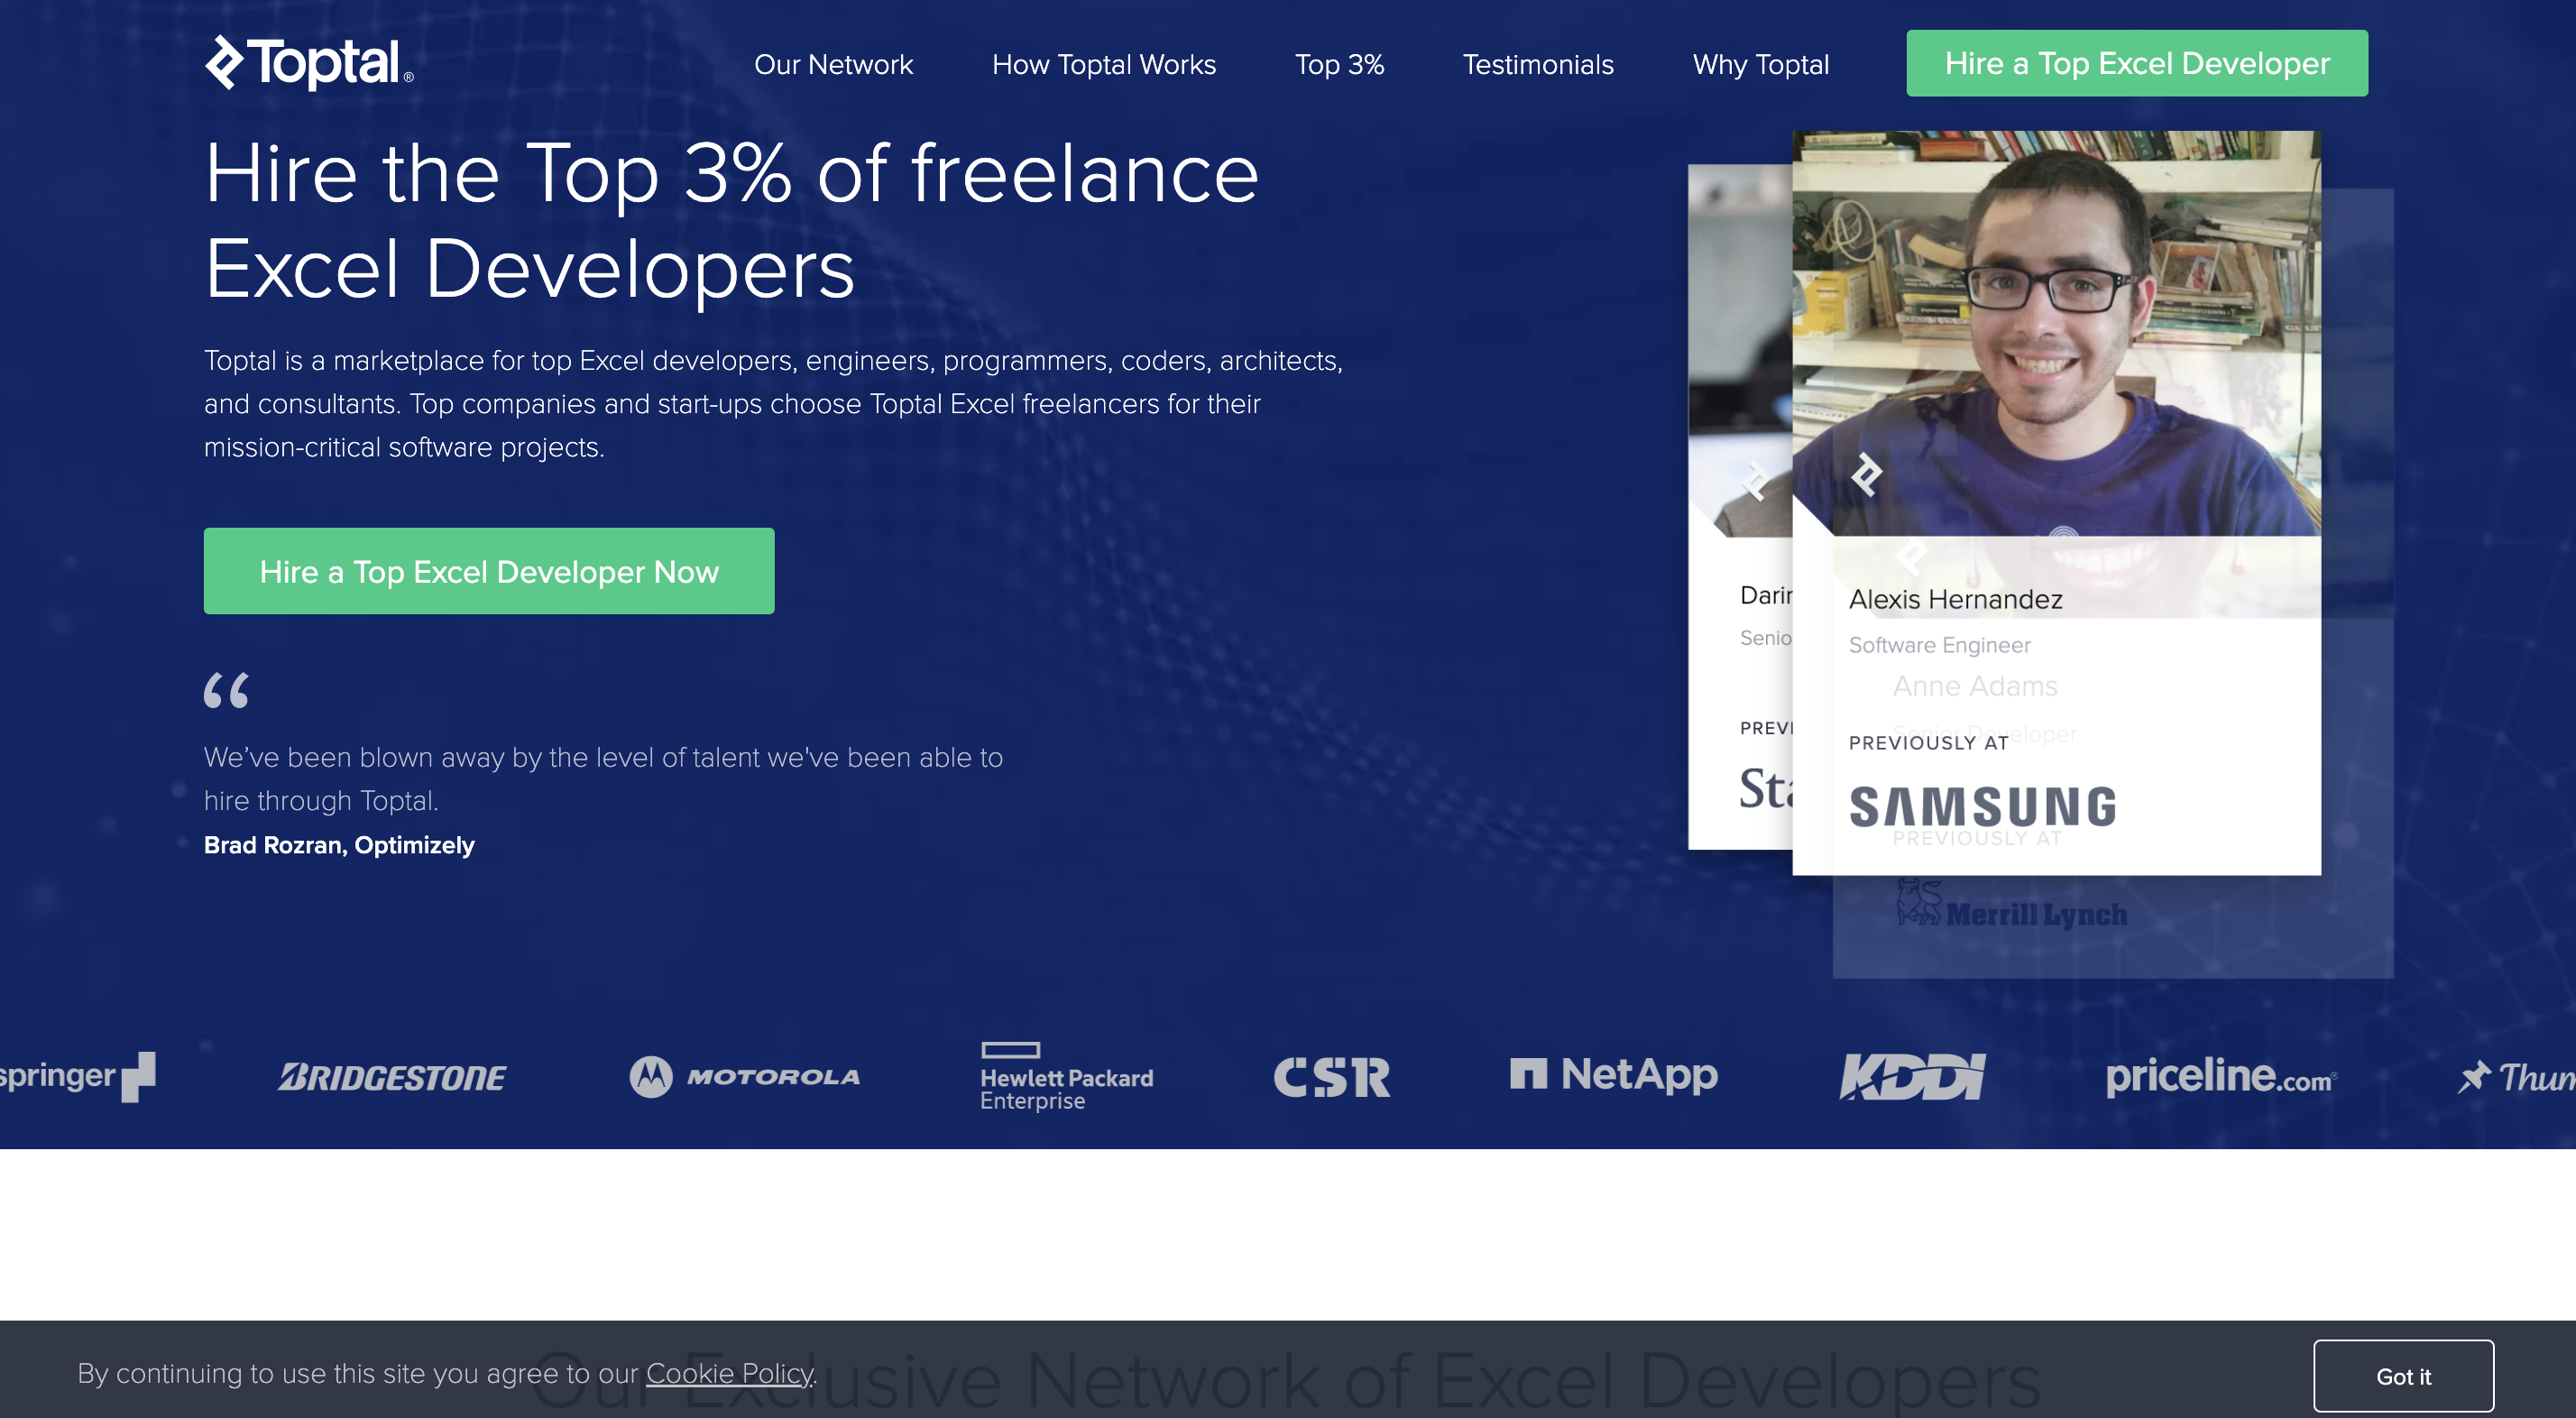 Toptal®
Our Network
How Toptal Works
Top 3%
Testimonials
Why Toptal
Hire a Top Excel Developer
Hire the Top 3% of freelance
Excel Developers
Toptal is a marketplace for top Excel developers, engineers, programmers, coders, architects,
and consultants. Top companies and start-ups choose Toptal Excel freelancers for their
mission-critical software projects.
Hire a Top Excel Developer Now
“
We’ve been blown away by the level of talent we've been able to
hire through Toptal.
Brad Rozran, Optimizely
Alexis Hernandez
Software Engineer
PREVIOUSLY AT
SAMSUNG
Anne Adams
Senior Developer
PREVIOUSLY AT
Merrill Lynch
springer
BRIDGESTONE
MOTOROLA
Hewlett Packard
Enterprise
CSR
NetApp
KDDI
priceline.com®
Our Exclusive Network of Excel Developers
By continuing to use this site you agree to our Cookie Policy.
Got it